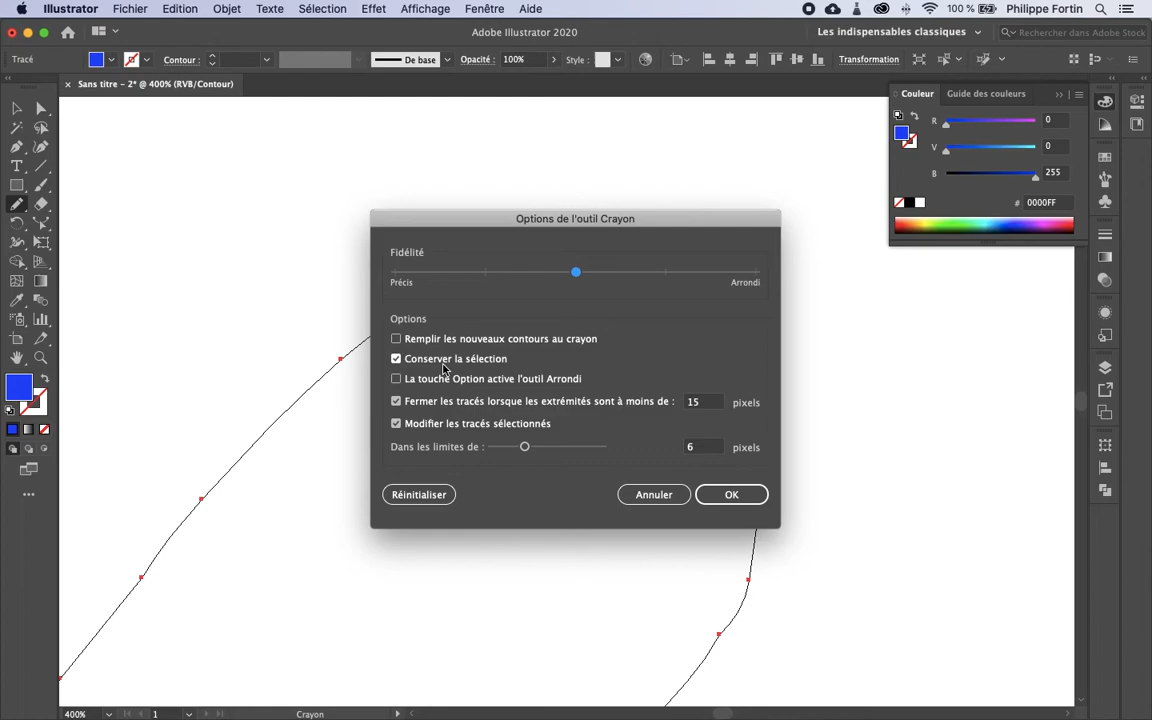 Illustrator Fichier Edition Objet Texte Sélection Effet Affichage Fenêtre Aide 100 % Philippe Fortin
Adobe Illustrator 2020 Les indispensables classiques Rechercher dans Adobe Stock
Tracé Contour : De base Opacité : 100% Style : Transformation
× Sans titre - 2* @ 400% (RVB/Contour)
Couleur Guide des couleurs
R 0
V 0
B 255
# 0000FF
Options de l'outil Crayon
Fidélité
Précis Arrondi
Options
Remplir les nouveaux contours au crayon
Conserver la sélection
La touche Option active l'outil Arrondi
Fermer les tracés lorsque les extrémités sont à moins de : 15 pixels
Modifier les tracés sélectionnés
Dans les limites de : 6 pixels
Réinitialiser Annuler OK
400% 1 Crayon